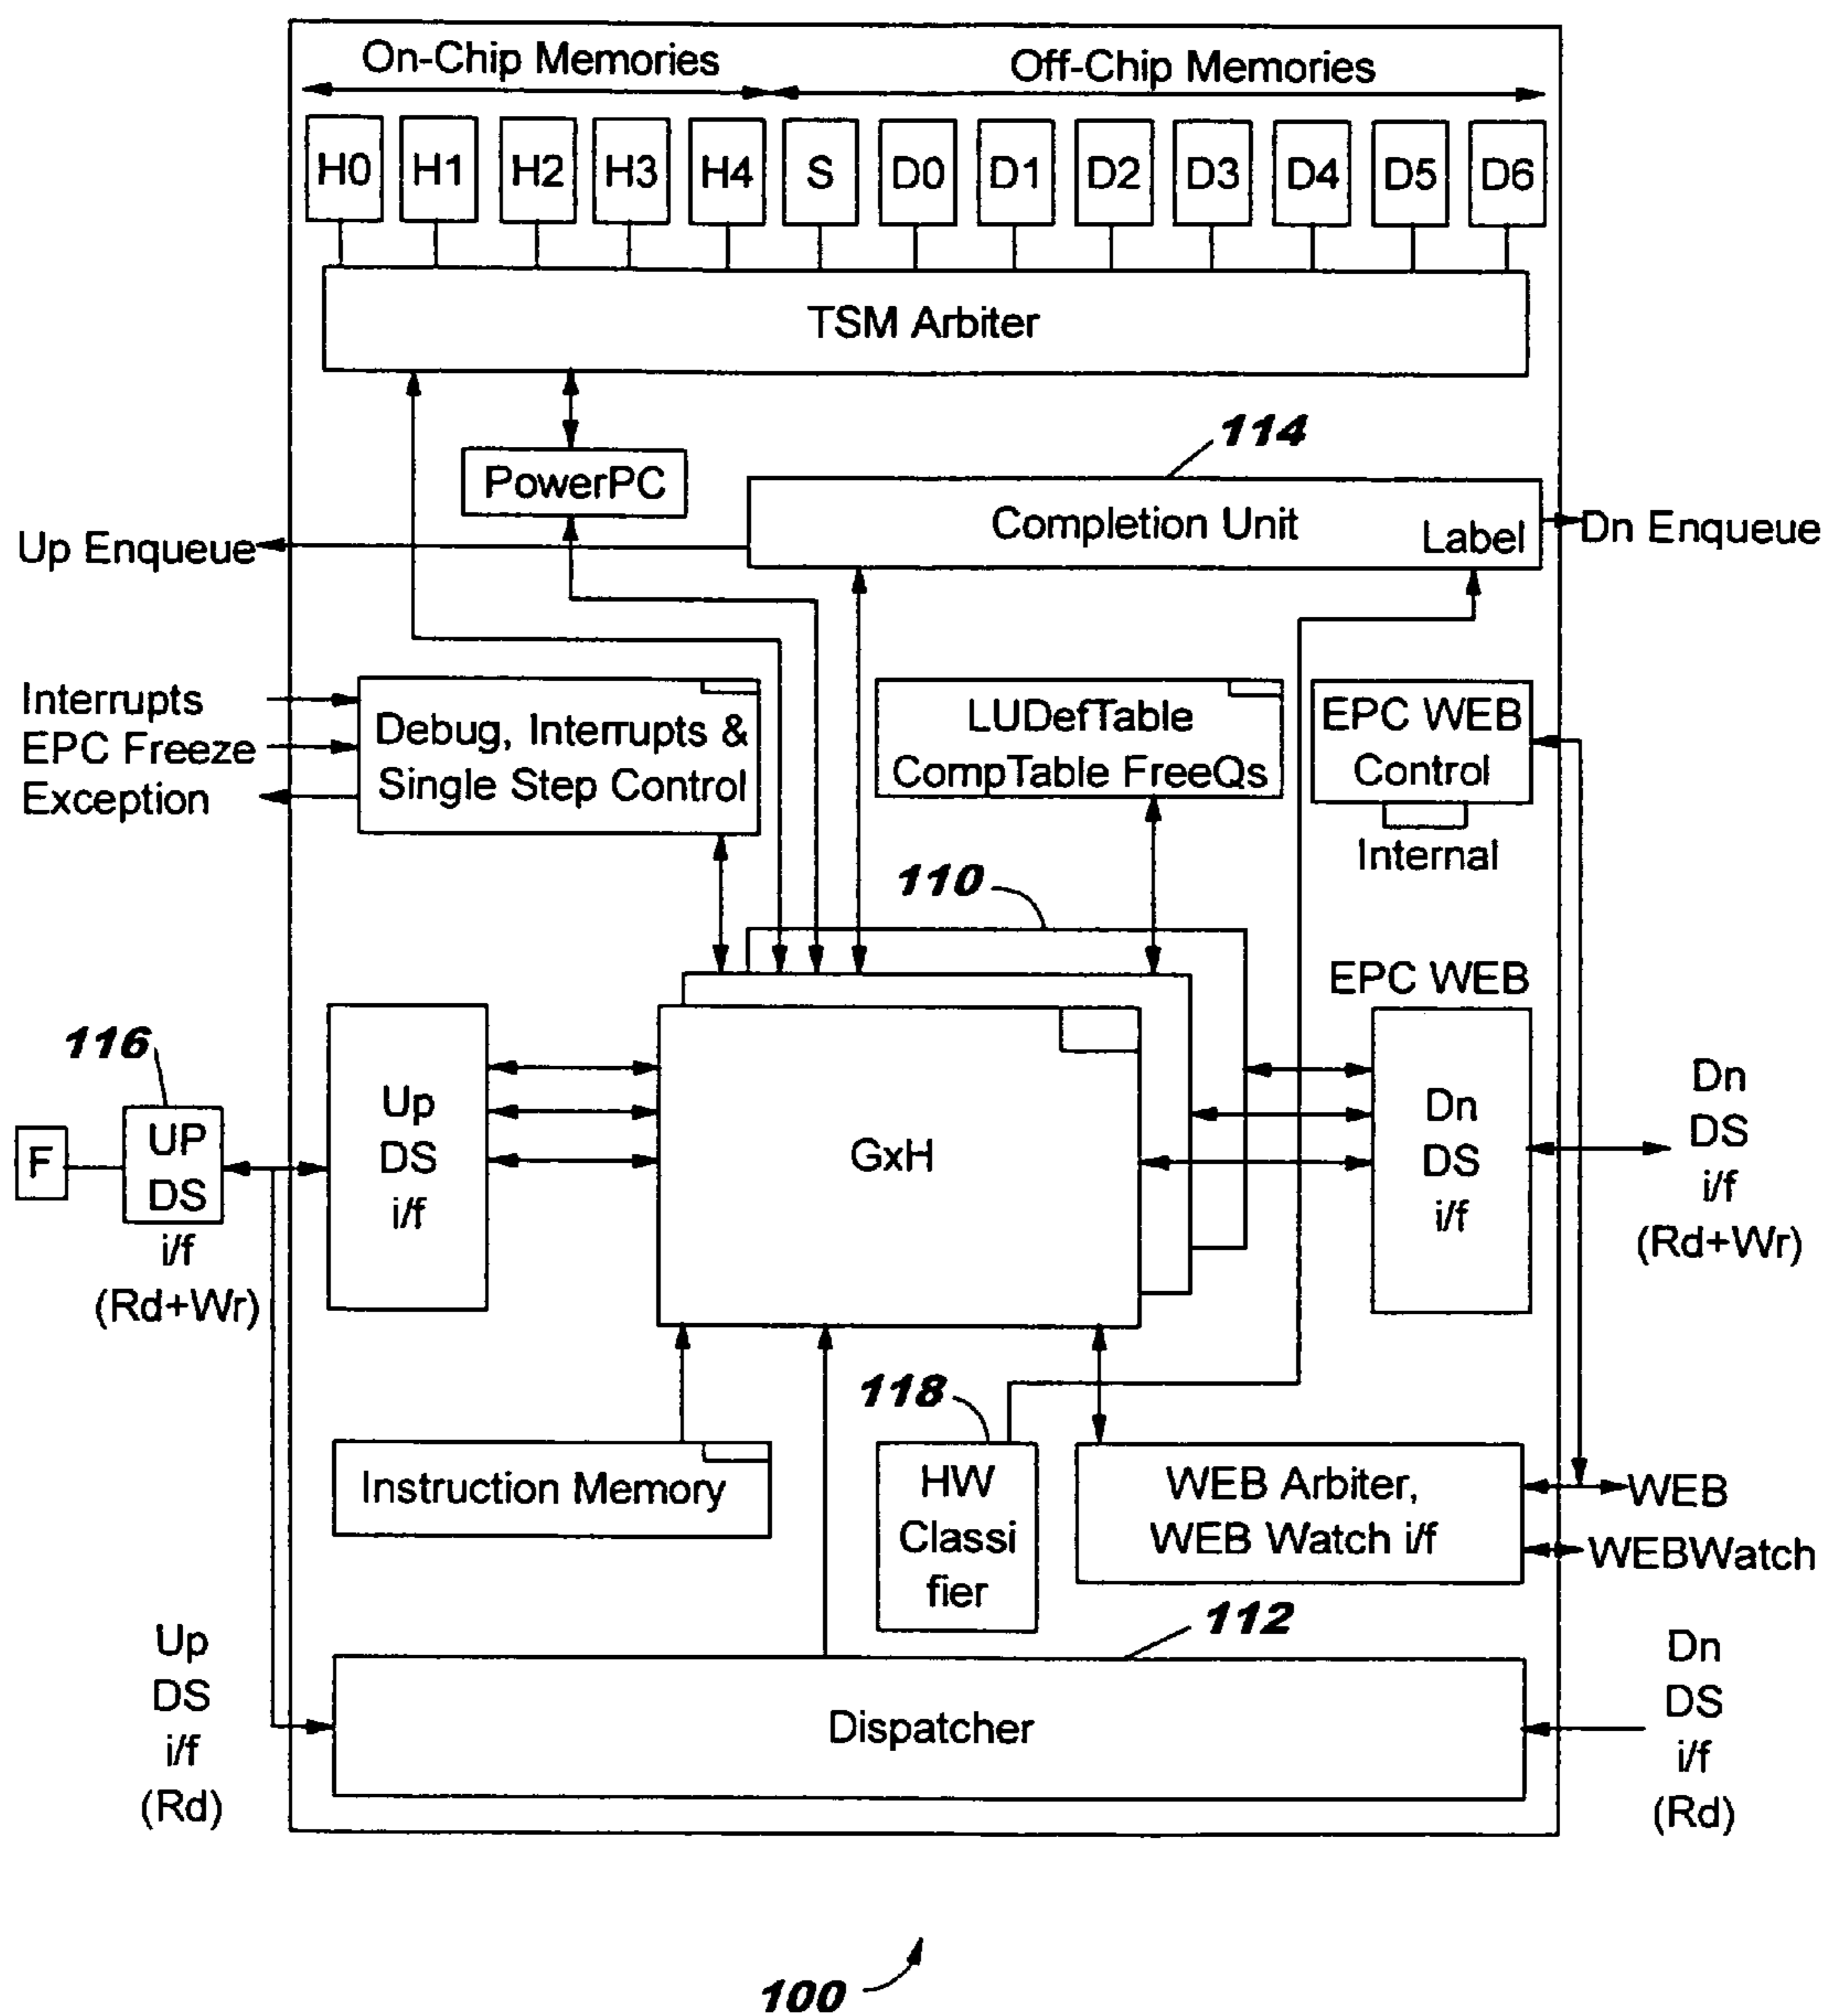 On-Chip Memories
Off-Chip Memories
H0 H1 H2 H3 H4 S D0 D1 D2 D3 D4 D5 D6
TSM Arbiter
114
PowerPC
Completion Unit
Label
Up Enqueue
Dn Enqueue
Interrupts
EPC Freeze
Exception
Debug, Interrupts &
Single Step Control
LUDefTable
CompTable FreeQs
EPC WEB
Control
Internal
110
EPC WEB
116
F
UP
DS
i/f
(Rd+Wr)
Up
DS
i/f
GxH
Dn
DS
i/f
Dn
DS
i/f
(Rd+Wr)
118
Instruction Memory
HW
Classi
fier
WEB Arbiter,
WEB Watch i/f
WEB
WEBWatch
112
Up
DS
i/f
(Rd)
Dispatcher
Dn
DS
i/f
(Rd)
100